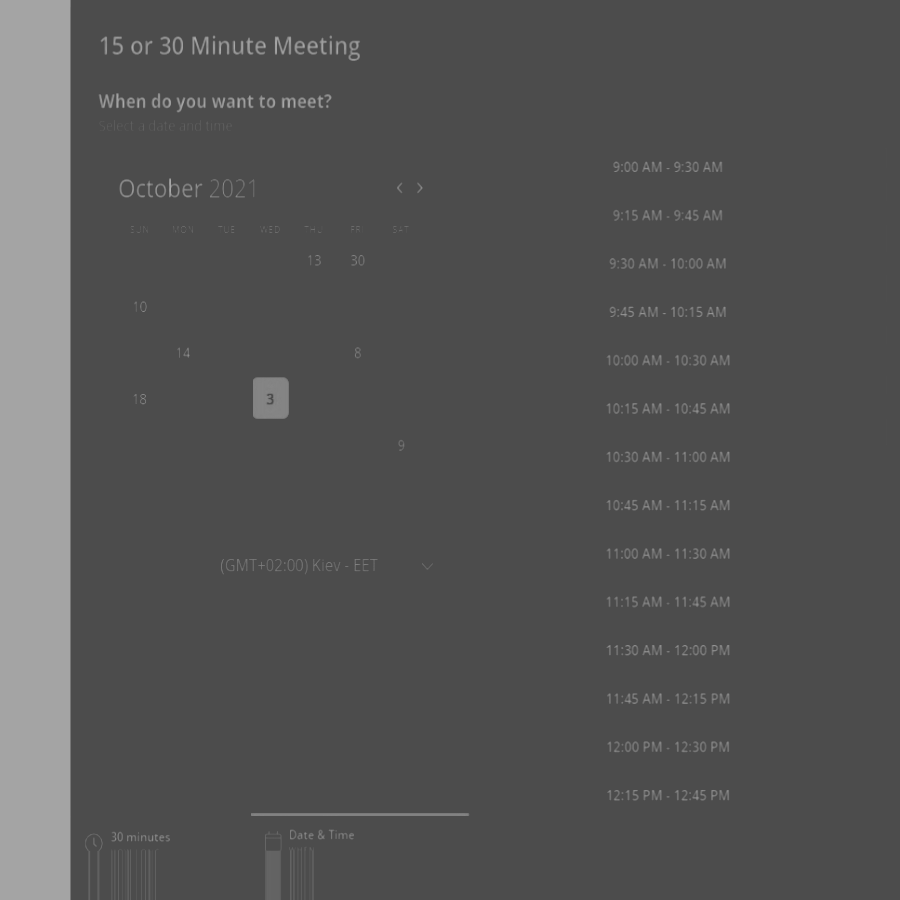 15 or 30 Minute Meeting
When do you want to meet?
Select a date and time
October 2021
SUN MON TUE WED THU FRI SAT
13 30
10
14 8
18 3
9
(GMT+02:00) Kiev - EET
9:00 AM - 9:30 AM
9:15 AM - 9:45 AM
9:30 AM - 10:00 AM
9:45 AM - 10:15 AM
10:00 AM - 10:30 AM
10:15 AM - 10:45 AM
10:30 AM - 11:00 AM
10:45 AM - 11:15 AM
11:00 AM - 11:30 AM
11:15 AM - 11:45 AM
11:30 AM - 12:00 PM
11:45 AM - 12:15 PM
12:00 PM - 12:30 PM
12:15 PM - 12:45 PM
30 minutes
Date & Time